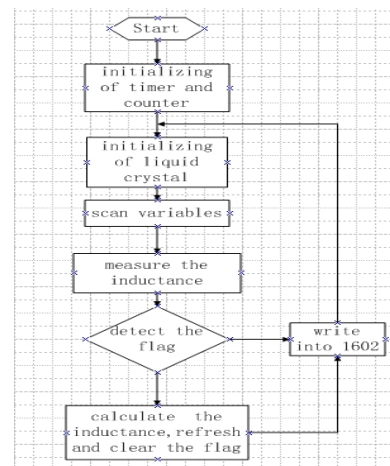 Start
initializing
of timer and
counter
initializing
of liquid
crystal
scan variables
measure the
inductance
detect the
flag
write
into 1602
calculate the
inductance, refresh
and clear the flag